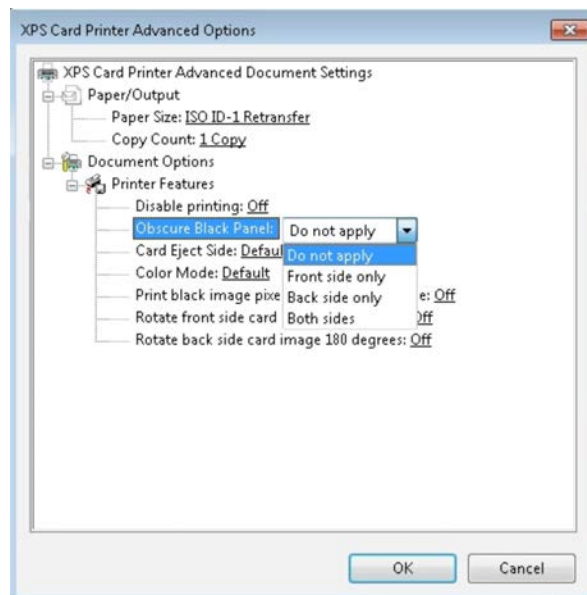 XPS Card Printer Advanced Options
XPS Card Printer Advanced Document Settings
Paper/Output
Paper Size: ISO ID-1 Retransfer
Copy Count: 1 Copy
Document Options
Printer Features
Disable printing: Off
Obscure Black Panel: Do not apply
Do not apply
Front side only
Back side only
Both sides
Card Eject Side:
Color Mode: Default
Print black image e: Off
Rotate front side card
Rotate back side card image 180 degrees: Off
OK
Cancel